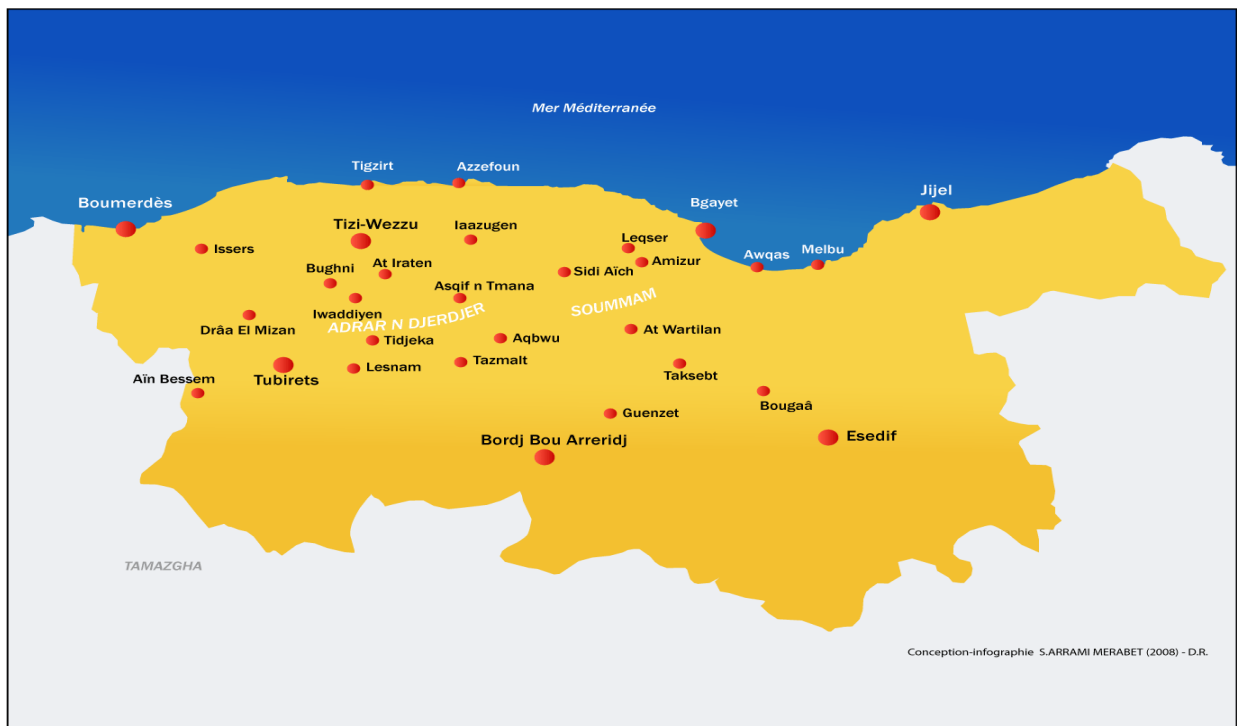 Mer Méditerranée
Tigzirt
Azzefoun
Boumerdès
Bgayet
Jijel
Tizi-Wezzu
Iaazugen
Leqser
Issers
Awqas
Melbu
At Iraten
Amizur
Bughni
Sidi Aïch
Asqif n Tmana
Iwaddiyen
SOUMMAM
ADRAR N DJERDJER
Drâa El Mizan
At Wartilan
Tidjeka
Aqbwu
Tazmalt
Lesnam
Taksebt
Aïn Bessem
Tubirets
Bougaâ
Guenzet
Bordj Bou Arreridj
Esedif
TAMAZGHA
Conception-infographie S.ARRAMI MERABET (2008) - D.R.